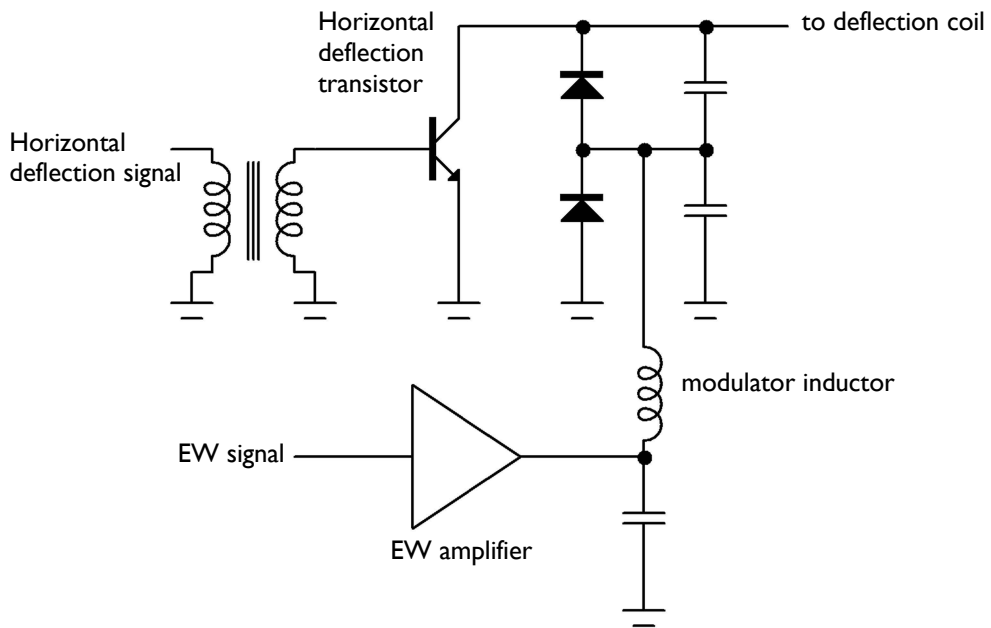 Horizontal
deflection
transistor
to deflection coil
Horizontal
deflection signal
modulator inductor
EW signal
EW amplifier